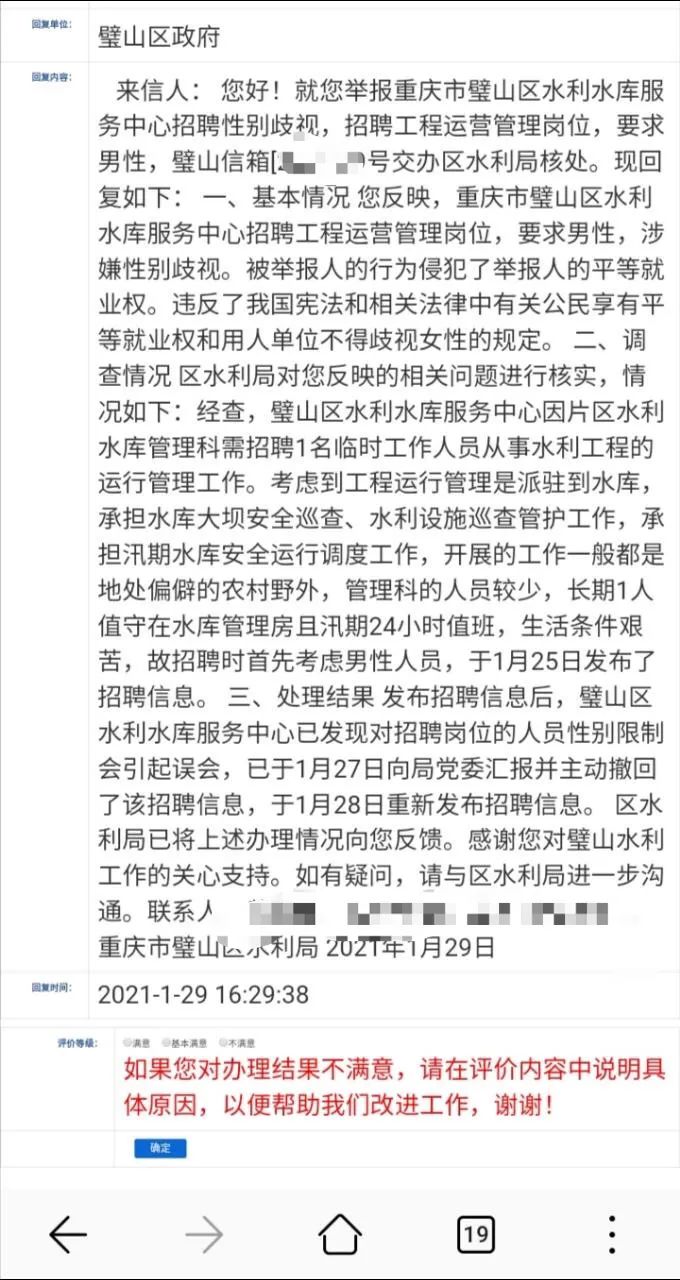 回复单位：
璧山区政府
回复内容：
来信人： 您好！就您举报重庆市璧山区水利水库服
务中心招聘性别歧视，招聘工程运营管理岗位，要求
男性，璧山信箱[号交办区水利局核处。现回
复如下： 一、基本情况 您反映，重庆市璧山区水利
水库服务中心招聘工程运营管理岗位，要求男性，涉
嫌性别歧视。被举报人的行为侵犯了举报人的平等就
业权。违反了我国宪法和相关法律中有关公民享有平
等就业权和用人单位不得歧视女性的规定。 二、调
查情况 区水利局对您反映的相关问题进行核实，情
况如下：经查，璧山区水利水库服务中心因片区水利
水库管理科需招聘1名临时工作人员从事水利工程的
运行管理工作。考虑到工程运行管理是派驻到水库，
承担水库大坝安全巡查、水利设施巡查管护工作，承
担汛期水库安全运行调度工作，开展的工作一般都是
地处偏僻的农村野外，管理科的人员较少，长期1人
值守在水库管理房且汛期24小时值班，生活条件艰
苦，故招聘时首先考虑男性人员，于1月25日发布了
招聘信息。 三、处理结果 发布招聘信息后，璧山区
水利水库服务中心已发现对招聘岗位的人员性别限制
会引起误会，已于1月27日向局党委汇报并主动撤回
了该招聘信息，于1月28日重新发布招聘信息。 区水
利局已将上述办理情况向您反馈。感谢您对璧山水利
工作的关心支持。如有疑问，请与区水利局进一步沟
通。联系人
重庆市璧山区水利局 2021年1月29日
回复时间：
2021-1-29 16:29:38
评价等级：
满意 基本满意 不满意
如果您对办理结果不满意，请在评价内容中说明具
体原因，以便帮助我们改进工作，谢谢！
确定
19